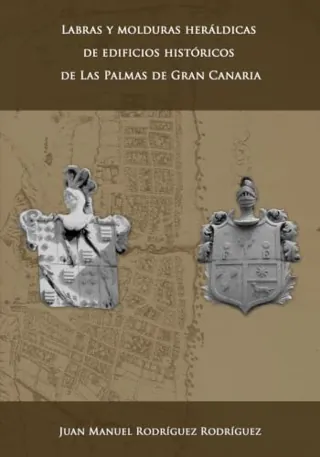 Labras y molduras heráldicas
de edificios históricos
de Las Palmas de Gran Canaria
Juan Manuel Rodríguez Rodríguez